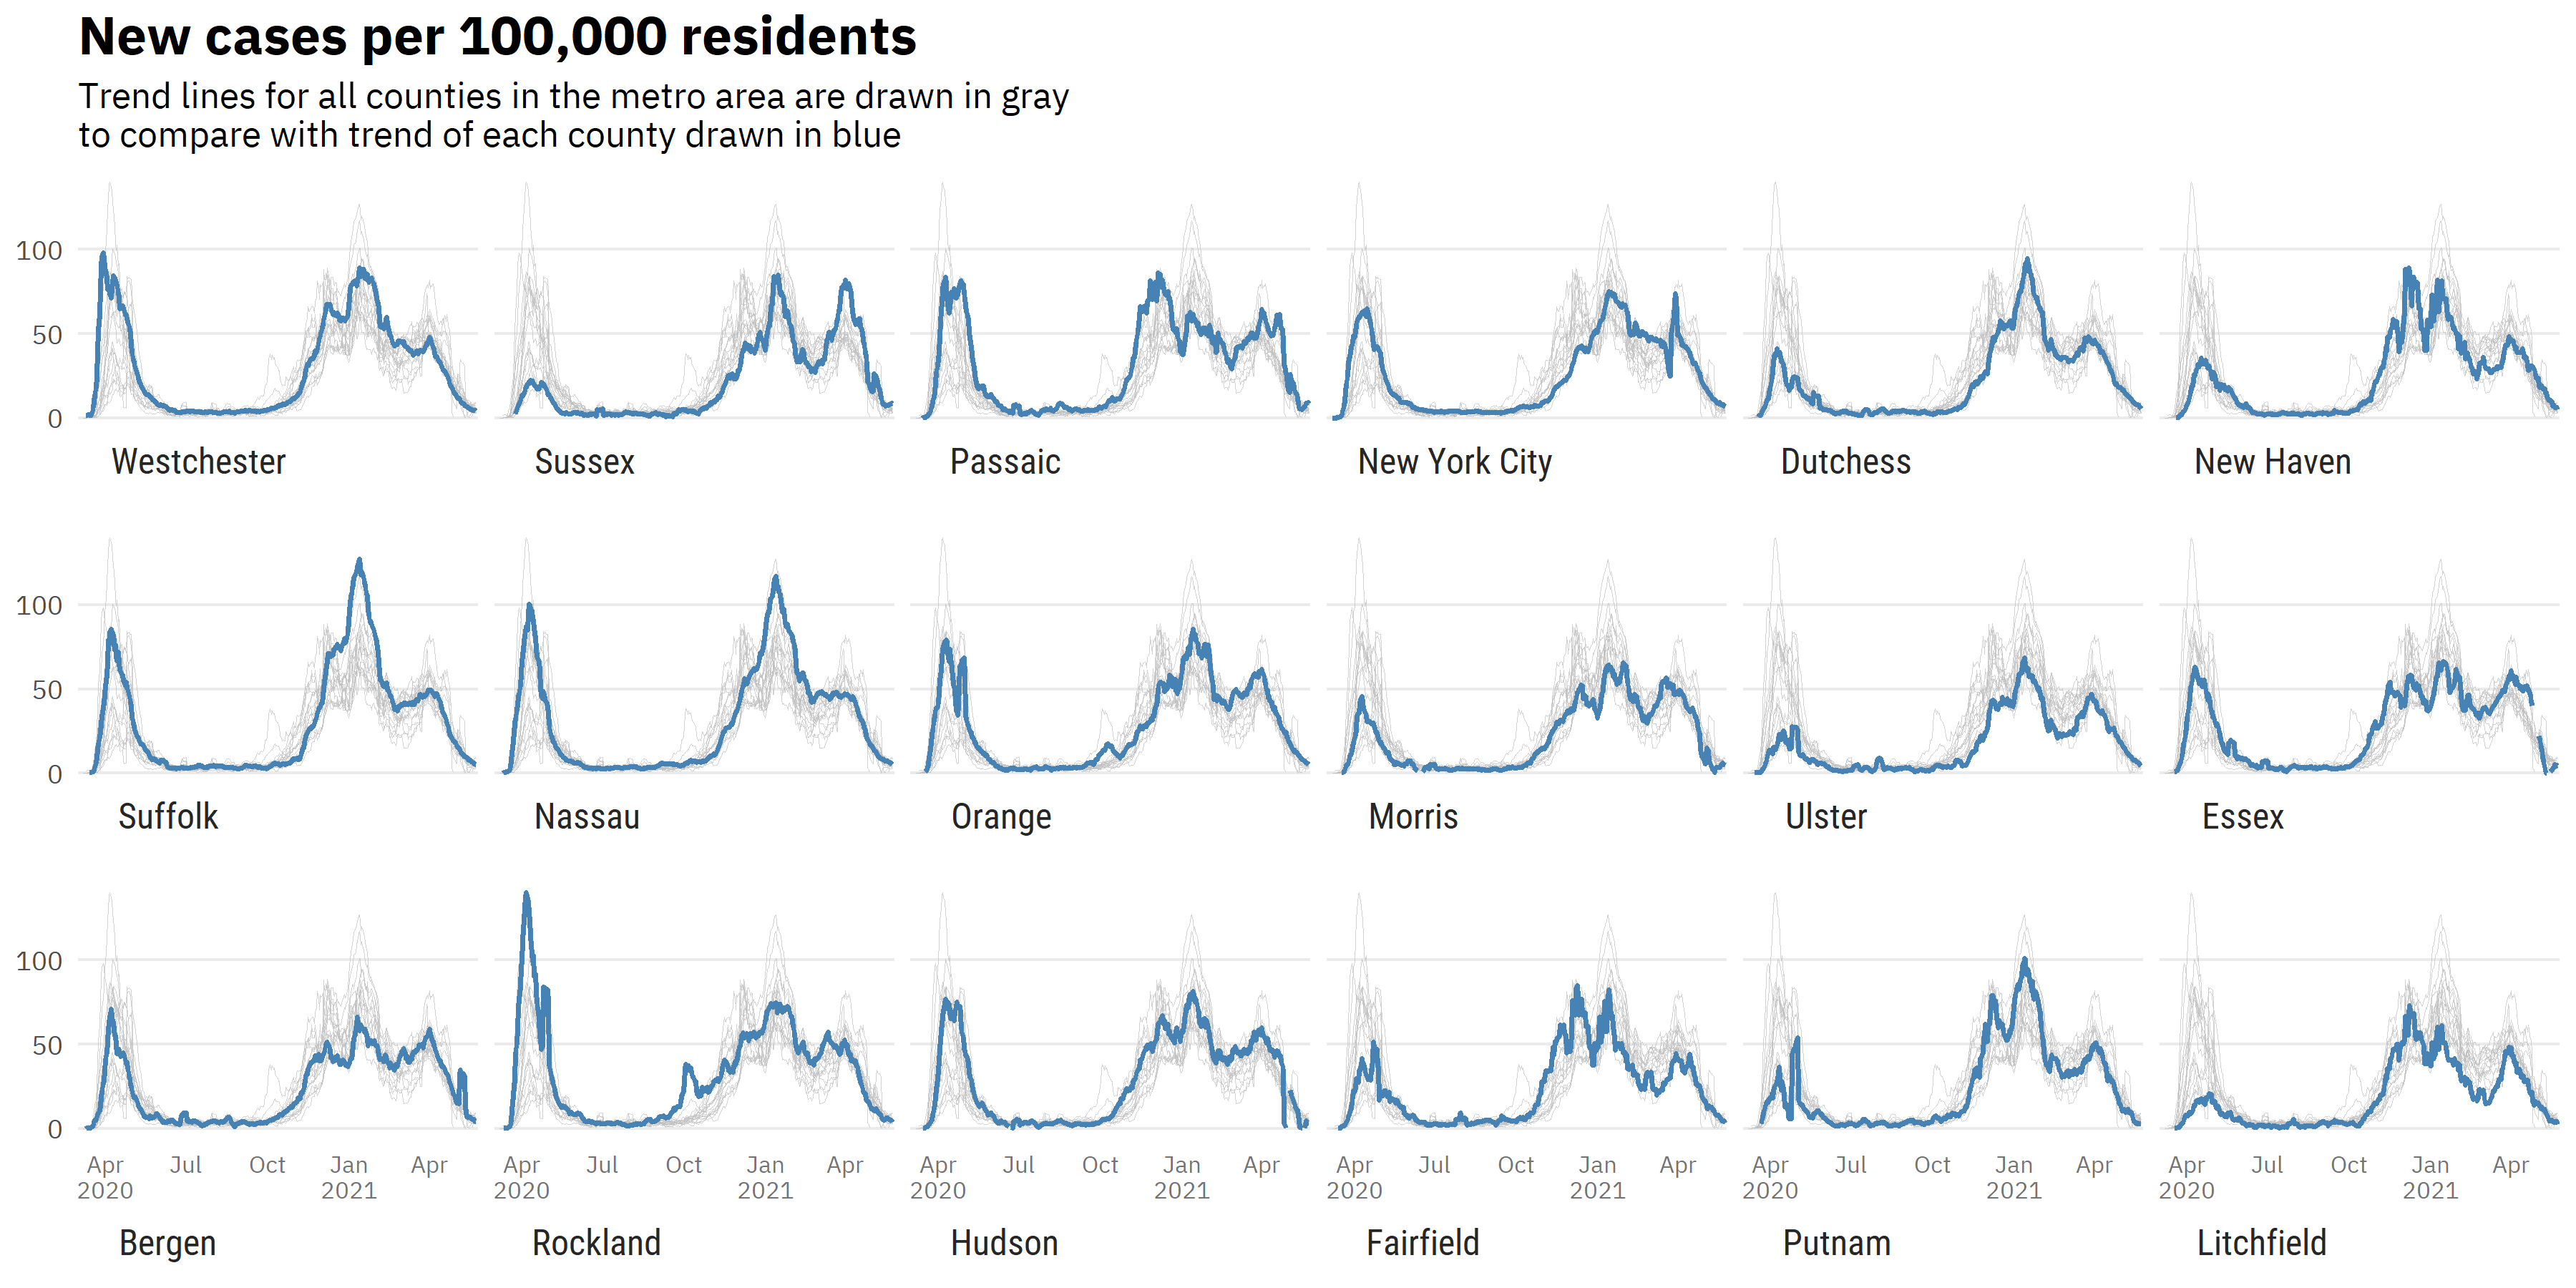 New cases per 100,000 residents
Trend lines for all counties in the metro area are drawn in gray
to compare with trend of each county drawn in blue
100
50
0
Westchester Sussex Passaic New York City Dutchess New Haven
100
50
0
Suffolk Nassau Orange Morris Ulster Essex
100
50
0
Apr Jul Oct Jan Apr Apr Jul Oct Jan Apr Apr Jul Oct Jan Apr Apr Jul Oct Jan Apr Apr Jul Oct Jan Apr Apr Jul Oct Jan Apr
2020 2021 2020 2021 2020 2021 2020 2021 2020 2021 2020 2021
Bergen Rockland Hudson Fairfield Putnam Litchfield